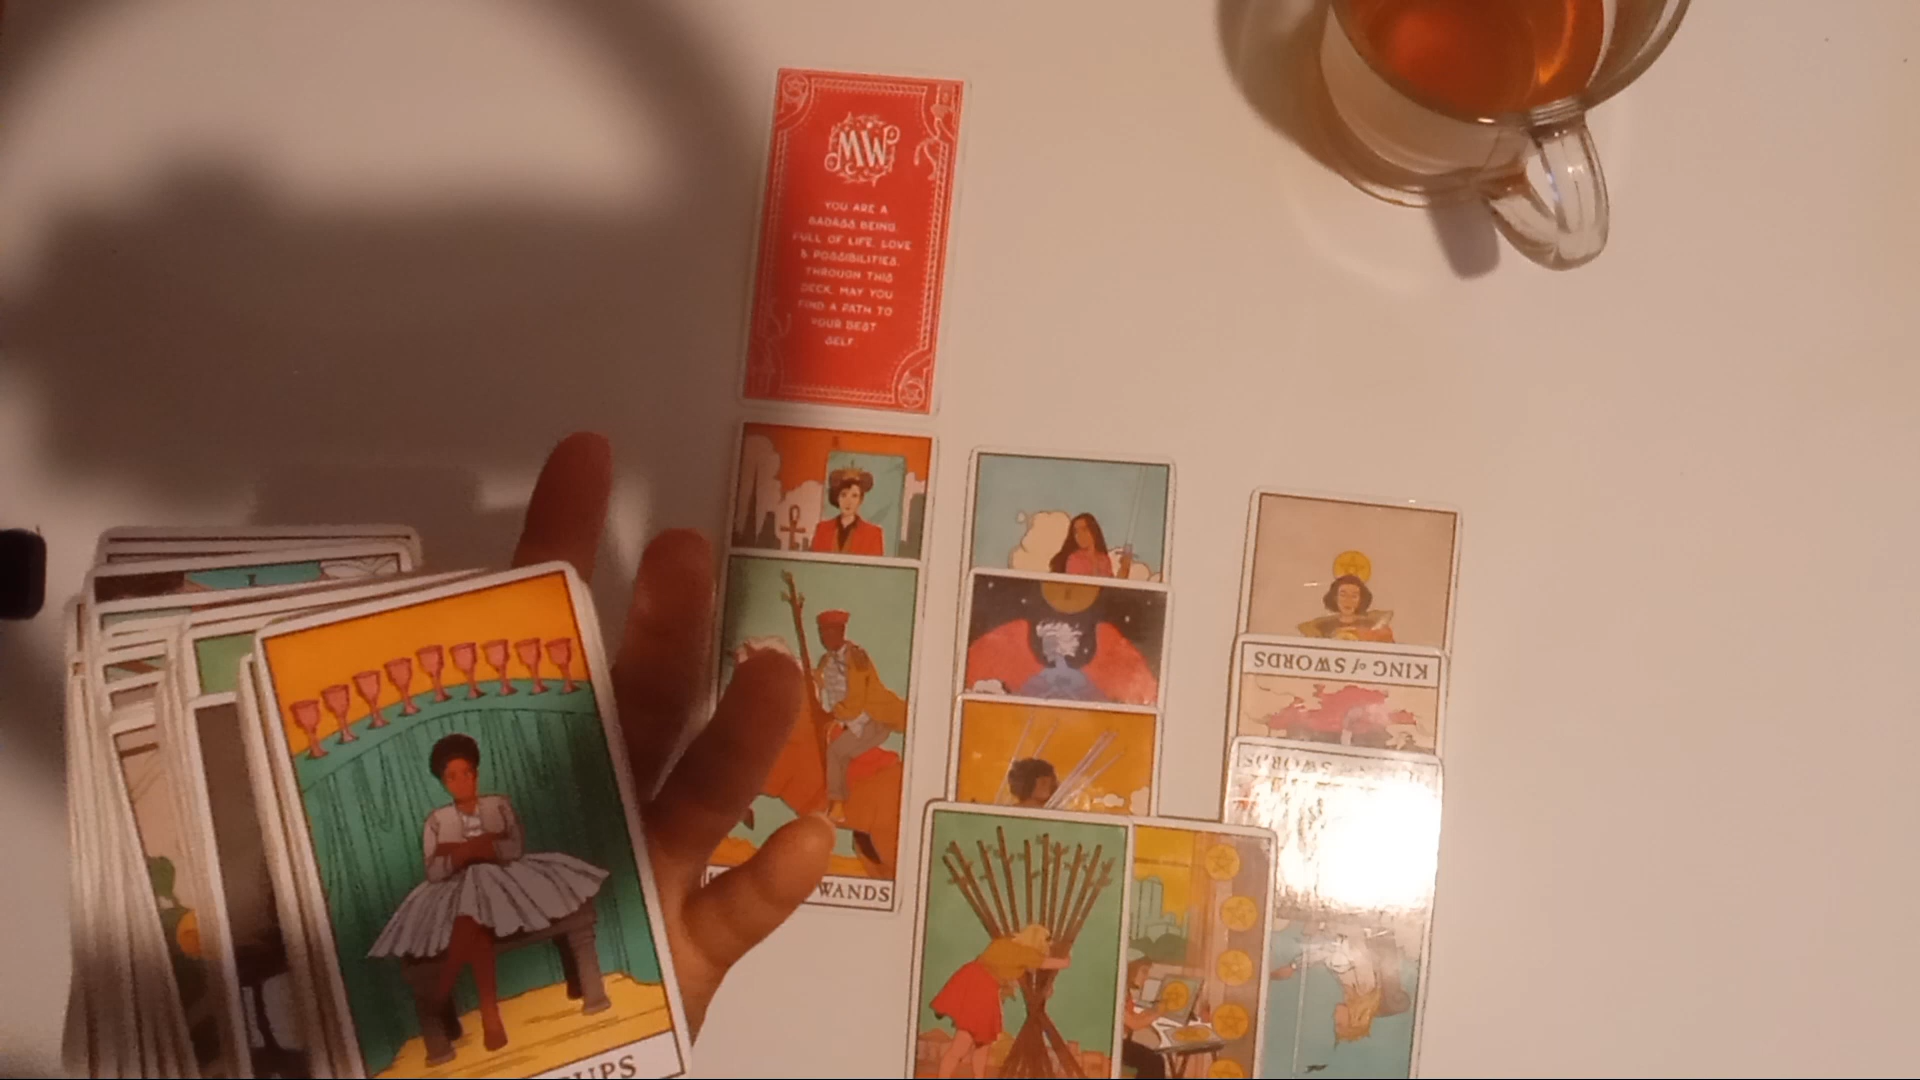 MW
YOU ARE A
BADASS BEING
FULL OF LIFE, LOVE
& POSSIBILITIES.
THROUGH THIS
DECK, MAY YOU
FIND A PATH TO
YOUR BEST
SELF.
KING of SWORDS
SWORDS
WANDS
CUPS